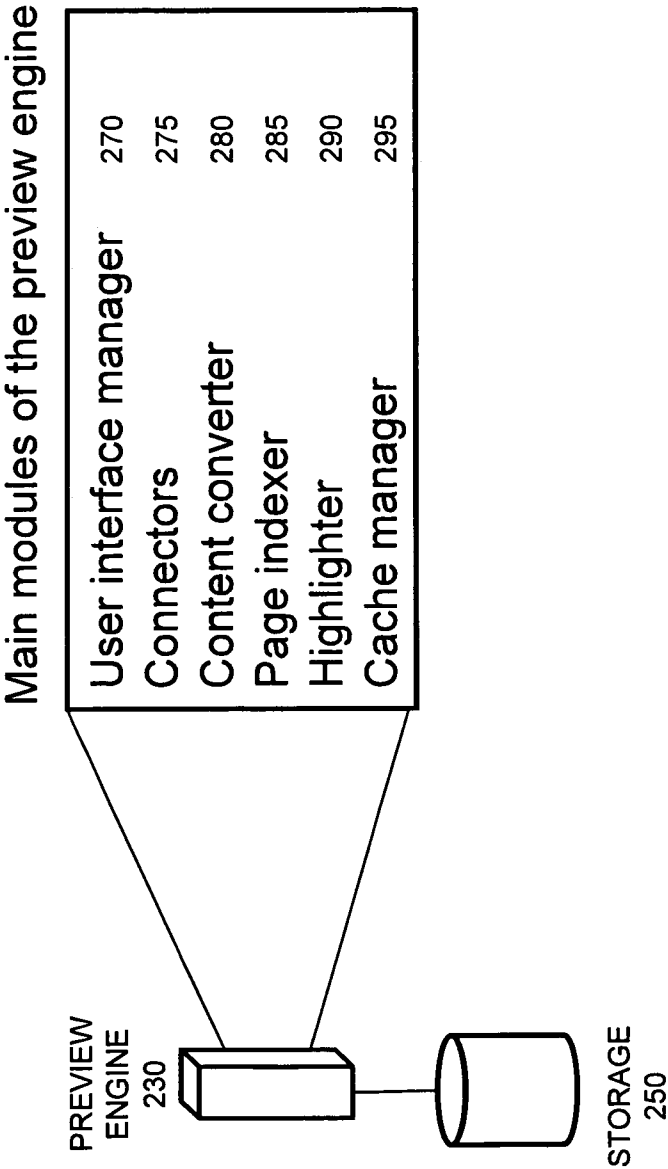 Main modules of the preview engine
User interface manager 270
Connectors 275
Content converter 280
Page indexer 285
Highlighter 290
Cache manager 295
PREVIEW
ENGINE
230
STORAGE
250